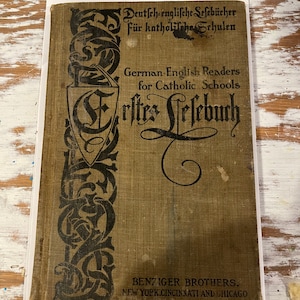 Deutsch-englische Lesebücher
für katholische Schulen
German-English Readers
for Catholic Schools
Erstes Lesebuch
BENZIGER BROTHERS.
NEW YORK, CINCINNATI AND CHICAGO